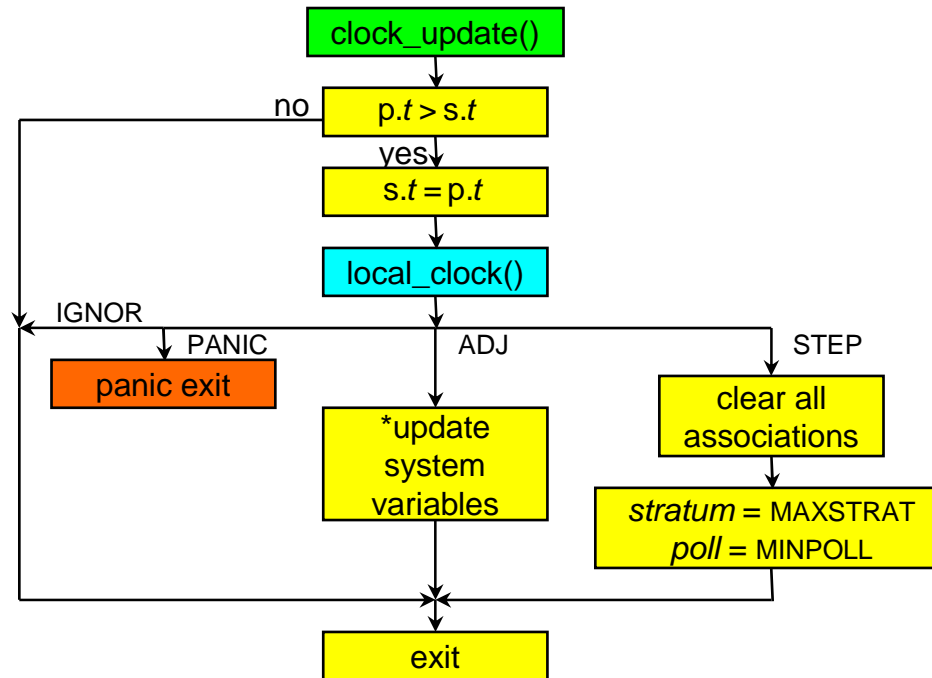 clock_update()
no
p.t > s.t
yes
s.t = p.t
local_clock()
IGNOR
PANIC
ADJ
STEP
panic exit
*update
system
variables
clear all
associations
stratum = MAXSTRAT
poll = MINPOLL
exit